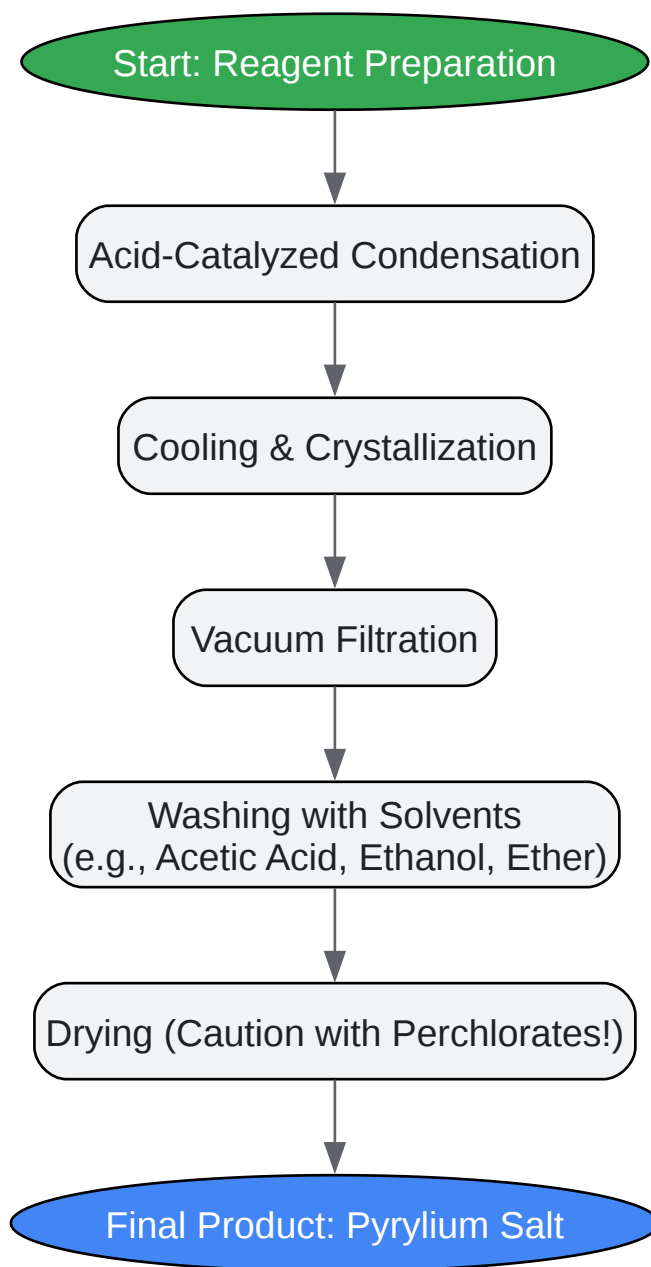 Start: Reagent Preparation
Acid-Catalyzed Condensation
Cooling & Crystallization
Vacuum Filtration
Washing with Solvents
(e.g., Acetic Acid, Ethanol, Ether)
Drying (Caution with Perchlorates!)
Final Product: Pyrylium Salt